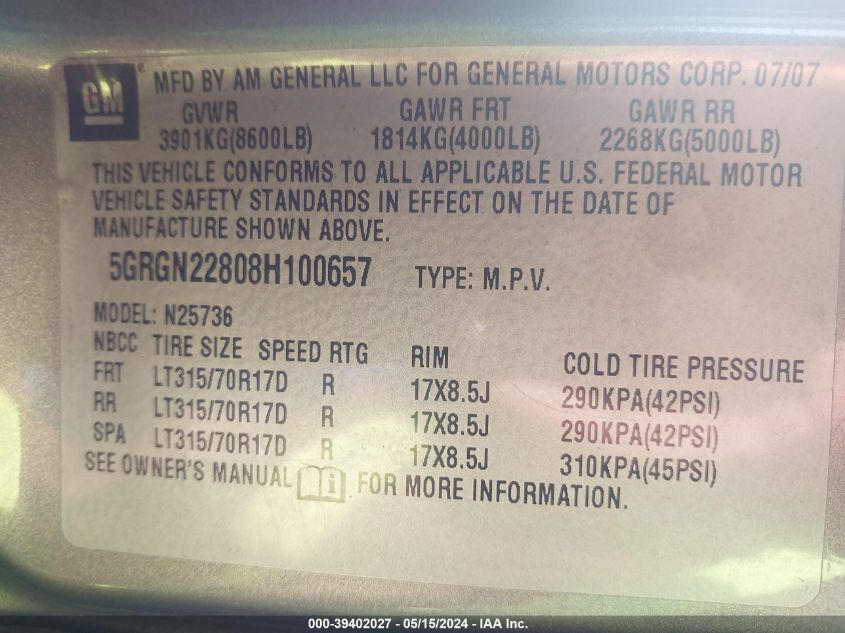 GM ® MFD BY AM GENERAL LLC FOR GENERAL MOTORS CORP. 07/07
GVWR GAWR FRT GAWR RR
3901KG(8600LB) 1814KG(4000LB) 2268KG(5000LB)
THIS VEHICLE CONFORMS TO ALL APPLICABLE U.S. FEDERAL MOTOR
VEHICLE SAFETY STANDARDS IN EFFECT ON THE DATE OF
MANUFACTURE SHOWN ABOVE.
5GRGN22808H100657 TYPE: M.P.V.
MODEL: N25736
NBCC TIRE SIZE SPEED RTG RIM COLD TIRE PRESSURE
FRT LT315/70R17D R 17X8.5J 290KPA(42PSI)
RR LT315/70R17D R 17X8.5J 290KPA(42PSI)
SPA LT315/70R17D R 17X8.5J 310KPA(45PSI)
SEE OWNER'S MANUAL i FOR MORE INFORMATION.
000-39402027 - 05/15/2024 - IAA Inc.